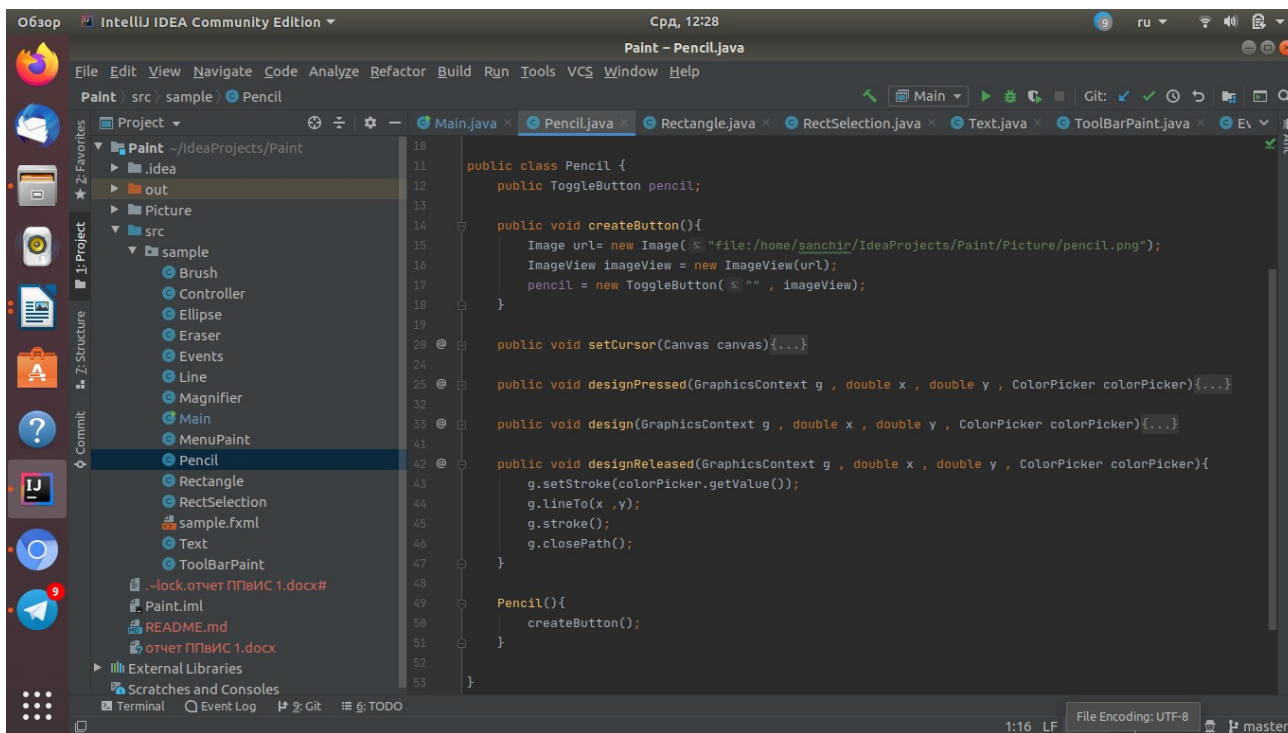 Обзор IntelliJ IDEA Community Edition Срд, 12:28 9 ru
Paint – Pencil.java
File Edit View Navigate Code Analyze Refactor Build Run Tools VCS Window Help
Paint src sample Pencil Main Git:
Project Main.java Pencil.java Rectangle.java RectSelection.java Text.java ToolBarPaint.java
2: Favorites
1: Project
Z: Structure
Commit
Paint ~/IdeaProjects/Paint
.idea
out
Picture
src
sample
Brush
Controller
Ellipse
Eraser
Events
Line
Magnifier
Main
MenuPaint
Pencil
Rectangle
RectSelection
sample.fxml
Text
ToolBarPaint
.~lock.отчет ППвИС 1.docx#
Paint.iml
README.md
отчет ППвИС 1.docx
External Libraries
Scratches and Consoles
10
11 public class Pencil {
12 public ToggleButton pencil;
13
14 public void createButton(){
15 Image url= new Image( s: "file:/home/sanchir/IdeaProjects/Paint/Picture/pencil.png");
16 ImageView imageView = new ImageView(url);
17 pencil = new ToggleButton( s: "" , imageView);
18 }
19
20 @ public void setCursor(Canvas canvas){...}
24
25 @ public void designPressed(GraphicsContext g , double x , double y , ColorPicker colorPicker){...}
32
33 @ public void design(GraphicsContext g , double x , double y , ColorPicker colorPicker){...}
41
42 @ public void designReleased(GraphicsContext g , double x , double y , ColorPicker colorPicker){
43 g.setStroke(colorPicker.getValue());
44 g.lineTo(x ,y);
45 g.stroke();
46 g.closePath();
47 }
48
49 Pencil(){
50 createButton();
51 }
52
53 }
9
Terminal Event Log 9: Git 6: TODO
File Encoding: UTF-8
1:16 LF master